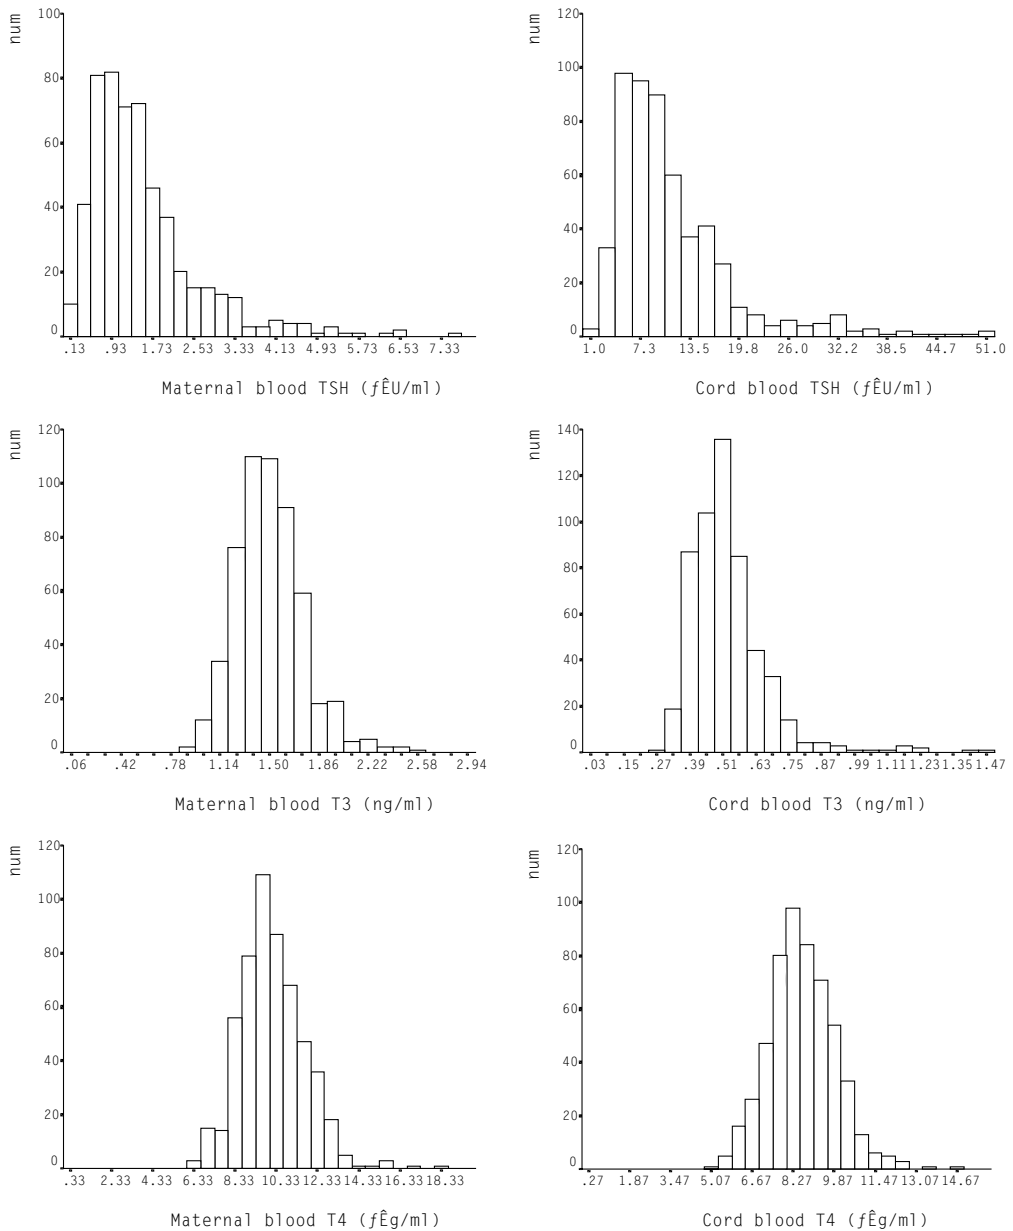 num
100
80
60
40
20
0
.13 .93 1.73 2.53 3.33 4.13 4.93 5.73 6.53 7.33
Maternal blood TSH (ƒÊU/ml)
num
120
100
80
60
40
20
0
1.0 7.3 13.5 19.8 26.0 32.2 38.5 44.7 51.0
Cord blood TSH (ƒÊU/ml)
num
120
100
80
60
40
20
0
.06 .42 .78 1.14 1.50 1.86 2.22 2.58 2.94
Maternal blood T3 (ng/ml)
num
140
120
100
80
60
40
20
0
.03 .15 .27 .39 .51 .63 .75 .87 .99 1.11 1.23 1.35 1.47
Cord blood T3 (ng/ml)
num
120
100
80
60
40
20
0
.33 2.33 4.33 6.33 8.33 10.33 12.33 14.33 16.33 18.33
Maternal blood T4 (ƒÊg/ml)
num
120
100
80
60
40
20
0
.27 1.87 3.47 5.07 6.67 8.27 9.87 11.47 13.07 14.67
Cord blood T4 (ƒÊg/ml)